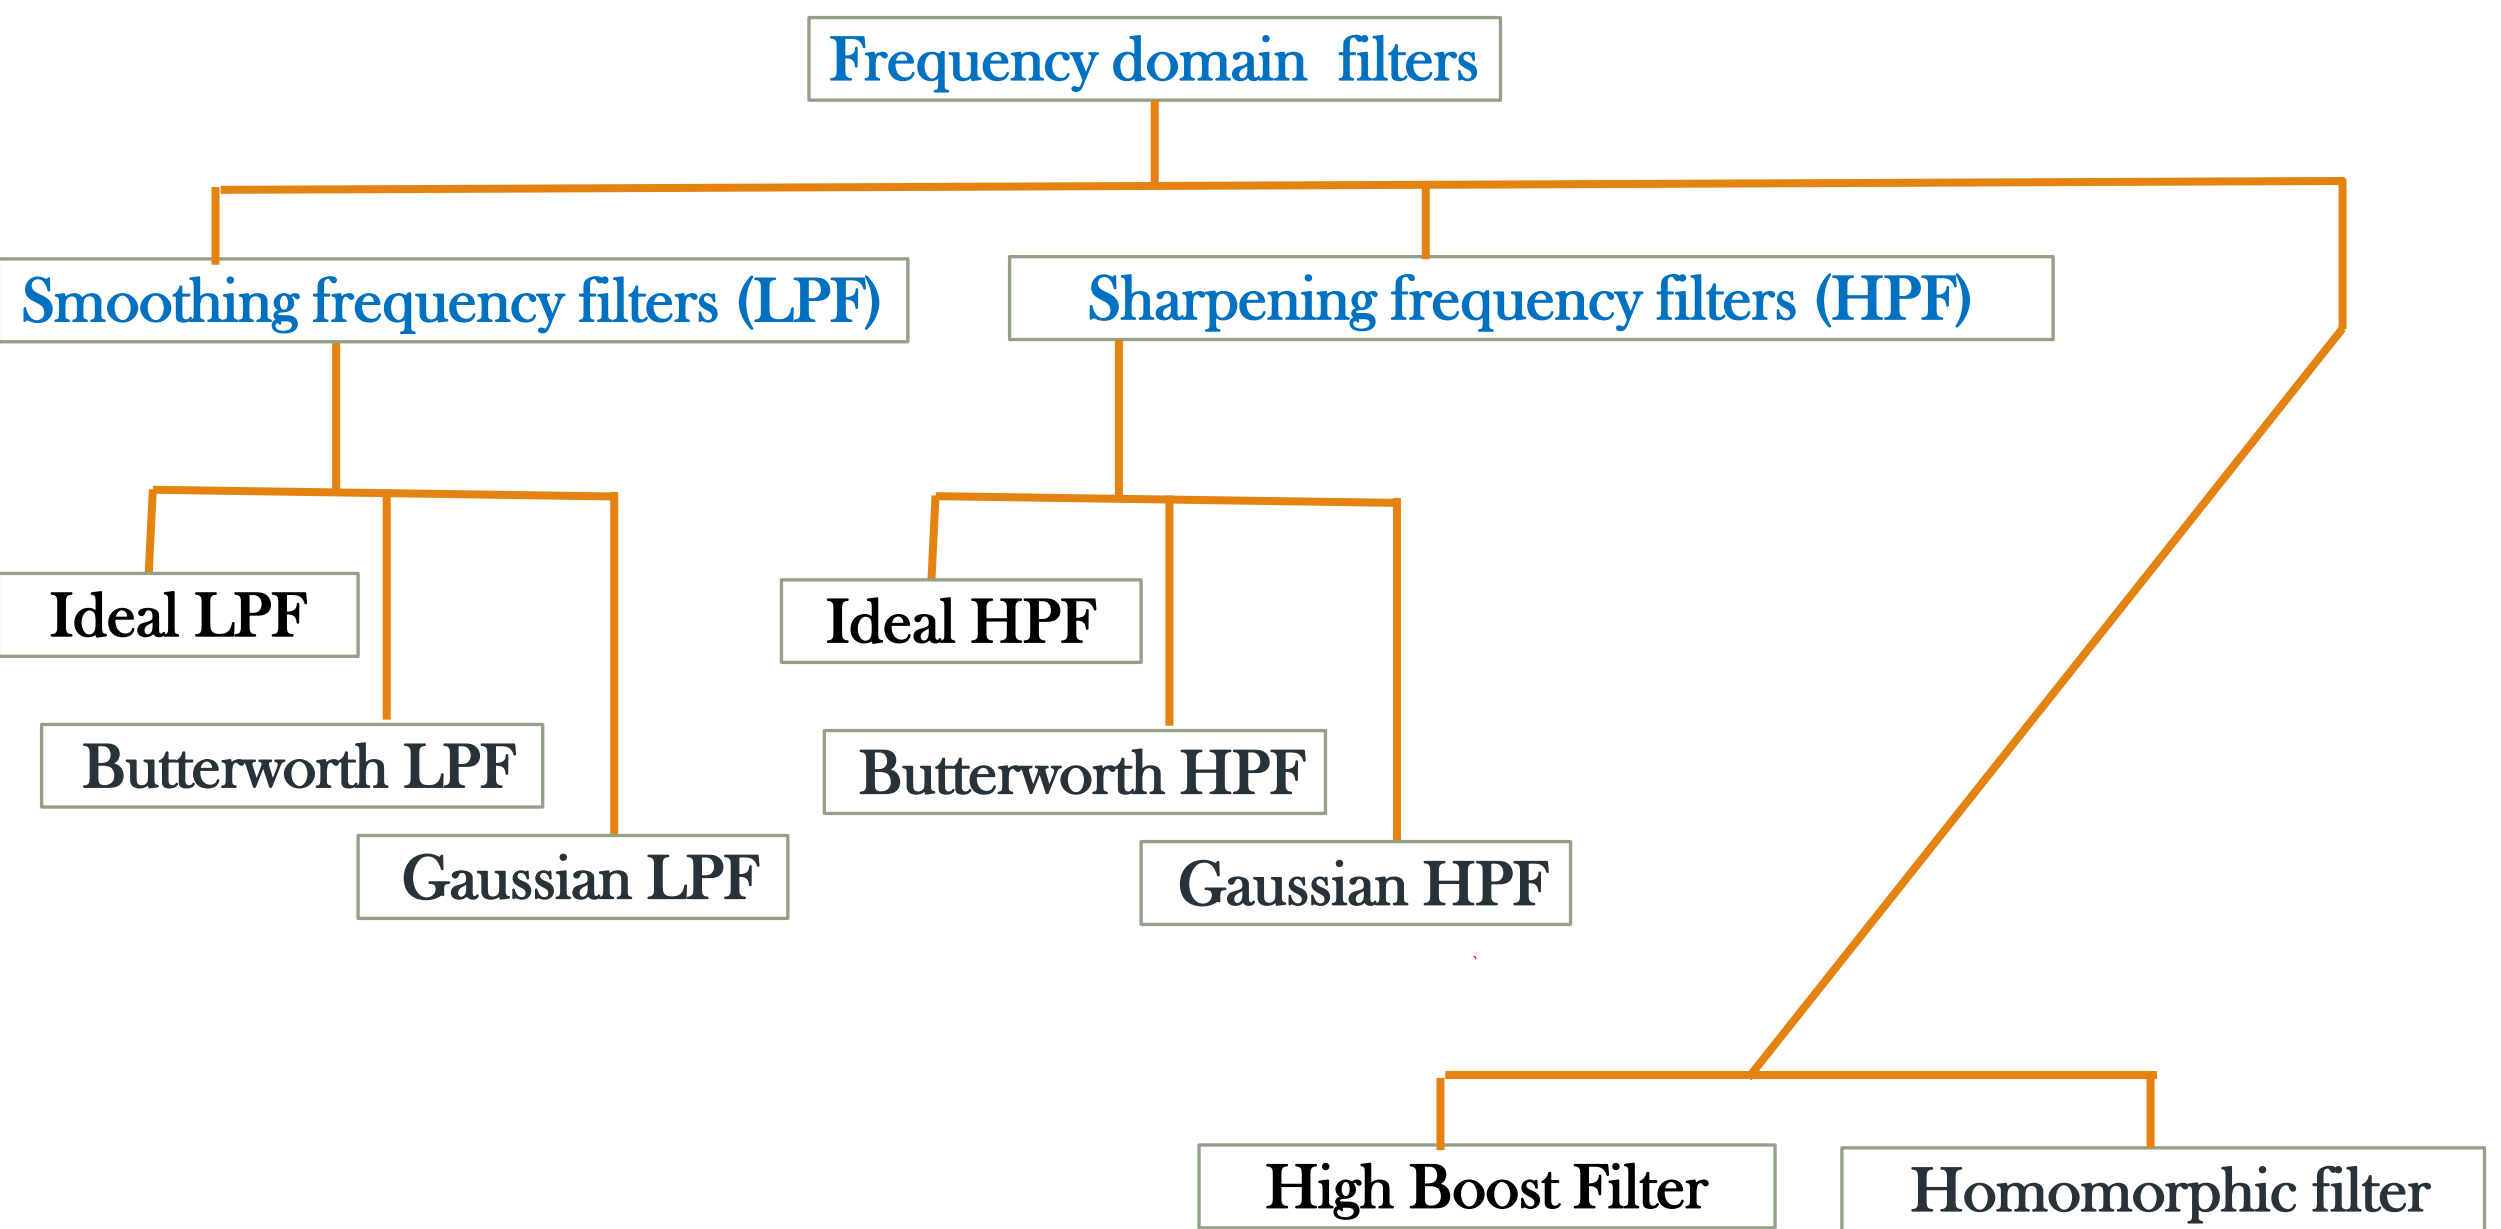 Frequency domain filters
Smoothing frequency filters (LPF)
Sharpening frequency filters (HPF)
Ideal LPF
Ideal HPF
Butterworth LPF
Butterworth HPF
Gaussian LPF
Gaussian HPF
High Boost Filter
Homomorphic filter